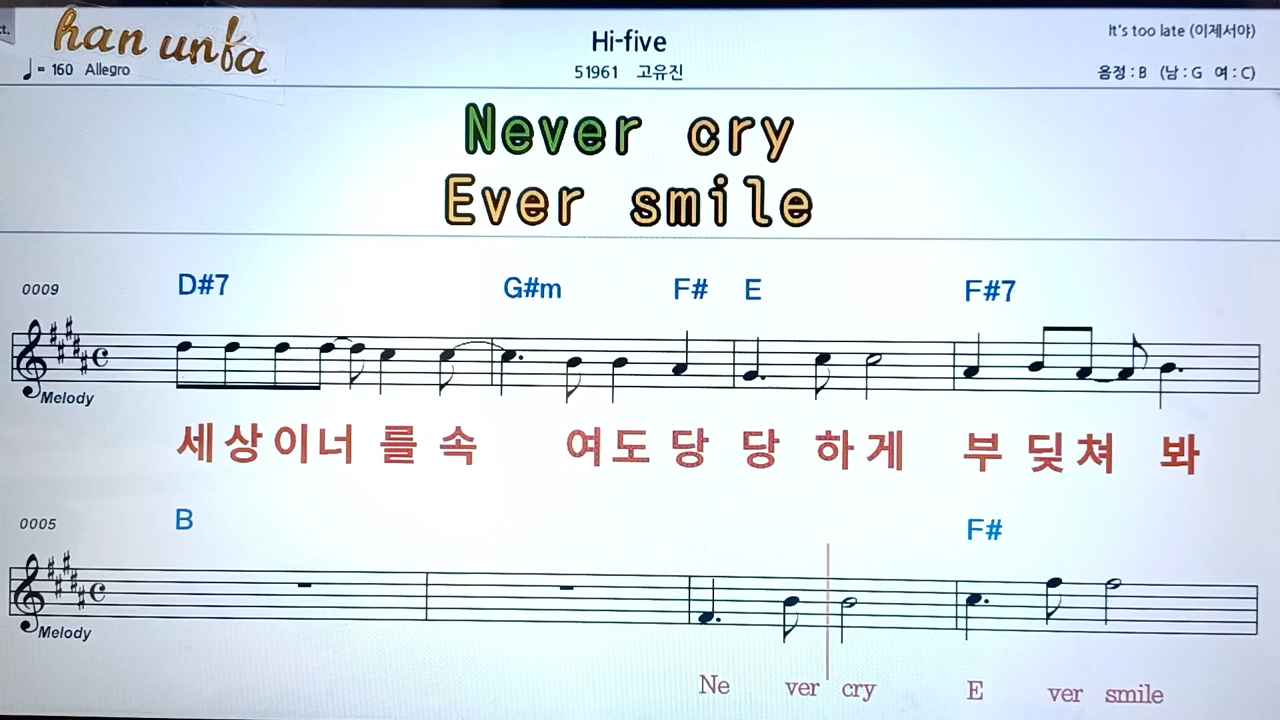 ct.
han unfa
Hi-five
It's too late (이제서야)
♩ = 160 Allegro
51961 고유진
음정 : B (남 : G 여 : C)
Never cry
Ever smile
0009
D#7 G#m F# E F#7
Melody
세 상 이 너 를 속 여 도 당 당 하 게 부 딪 쳐 봐
0005
B F#
Melody
Ne ver cry E ver smile